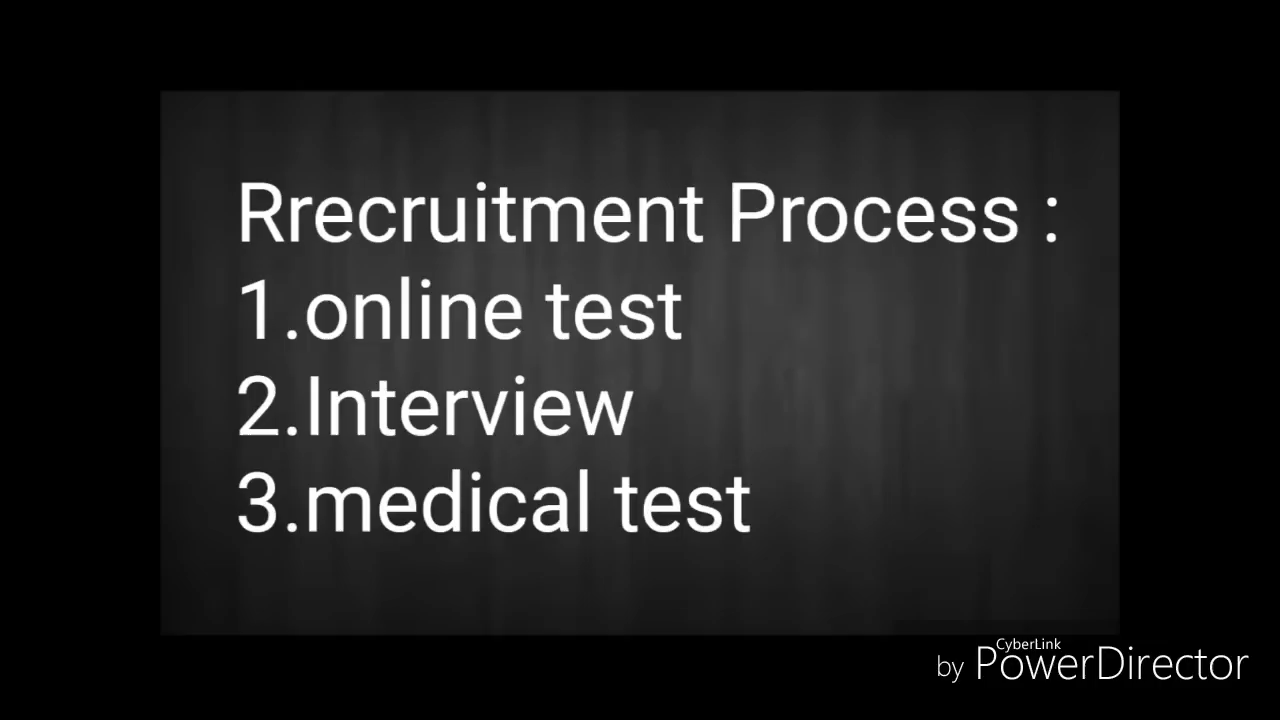 Rrecruitment Process :
1.online test
2.Interview
3.medical test
CyberLink
by PowerDirector